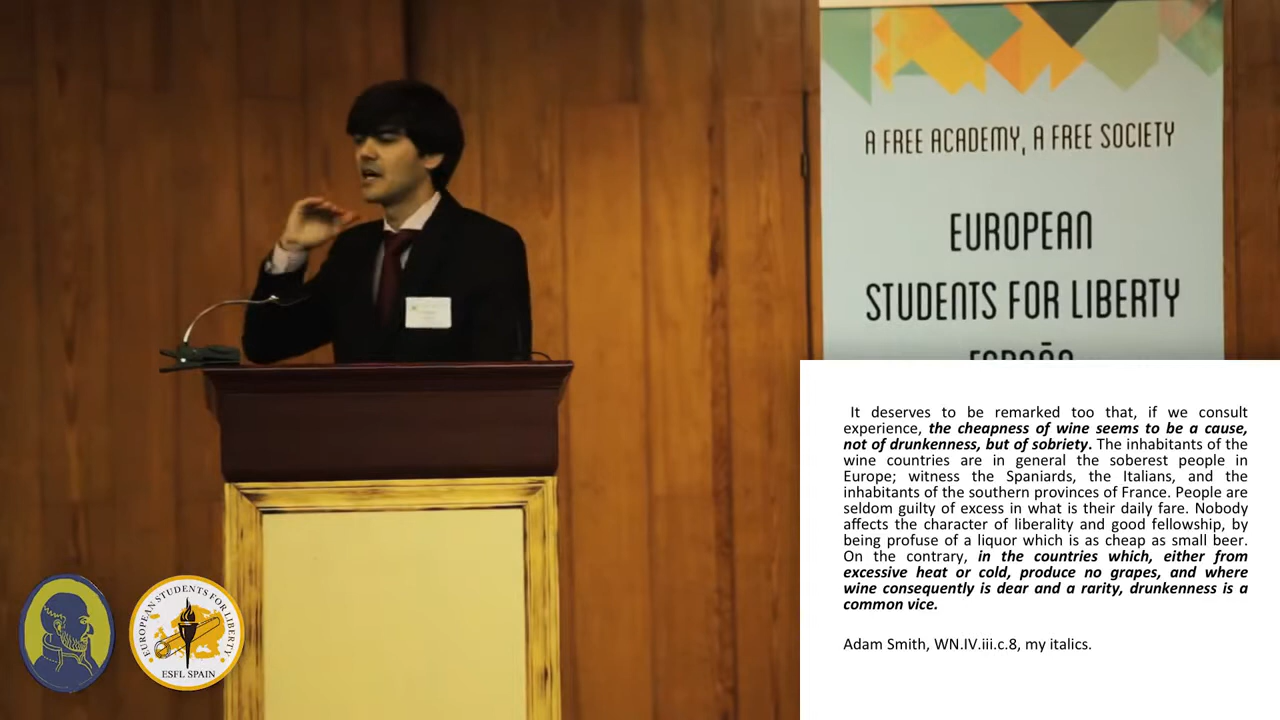 A FREE ACADEMY, A FREE SOCIETY
EUROPEAN
STUDENTS FOR LIBERTY
It deserves to be remarked too that, if we consult
experience, the cheapness of wine seems to be a cause,
not of drunkenness, but of sobriety. The inhabitants of the
wine countries are in general the soberest people in
Europe; witness the Spaniards, the Italians, and the
inhabitants of the southern provinces of France. People are
seldom guilty of excess in what is their daily fare. Nobody
affects the character of liberality and good fellowship, by
being profuse of a liquor which is as cheap as small beer.
On the contrary, in the countries which, either from
excessive heat or cold, produce no grapes, and where
wine consequently is dear and a rarity, drunkenness is a
common vice.
Adam Smith, WN.IV.iii.c.8, my italics.
EUROPEAN STUDENTS FOR LIBERTY
ESFL SPAIN